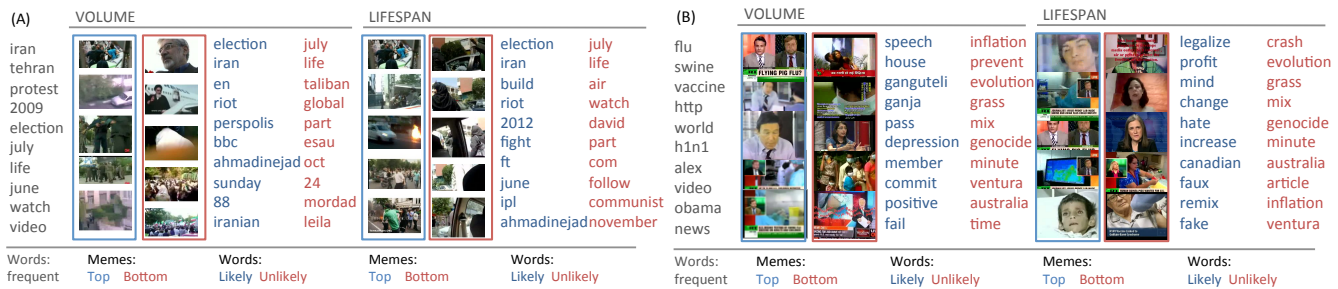 (A) VOLUME LIFESPAN
iran election july election july
tehran iran life iran life
protest en taliban build air
2009 riot global riot watch
election perspolis part 2012 david
july bbc esau fight part
life ahmadinejad oct ft com
june sunday 24 june follow
watch 88 mordad ipl communist
video iranian leila ahmadinejad november
Words: Memes: Words: Memes: Words:
frequent Top Bottom Likely Unlikely Top Bottom Likely Unlikely
(B) VOLUME LIFESPAN
flu speech inflation legalize crash
swine house prevent profit evolution
vaccine ganguteli evolution mind grass
http ganja grass change mix
world pass mix hate genocide
h1n1 depression genocide increase minute
alex member minute canadian australia
video commit ventura faux article
obama positive australia remix inflation
news fail time fake ventura
FLYING PIG FLU?
Words: Memes: Words: Memes: Words:
frequent Top Bottom Likely Unlikely Top Bottom Likely Unlikely